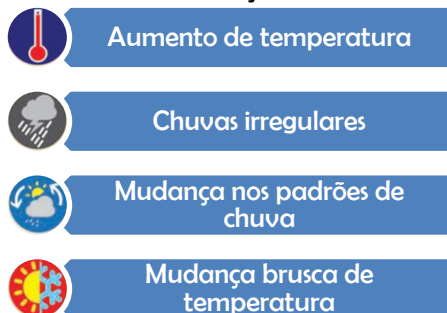 Aumento de temperatura
Chuvas irregulares
Mudança nos padrões de
chuva
Mudança brusca de
temperatura